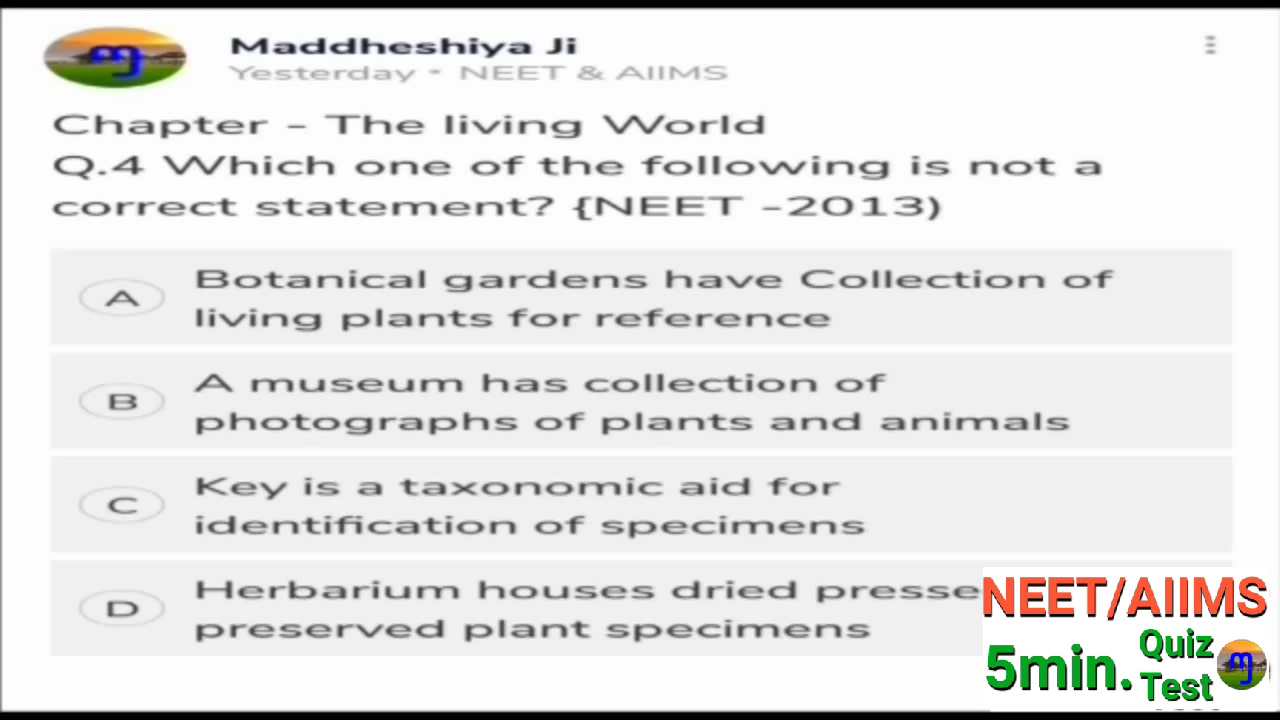 Maddheshiya Ji
Yesterday • NEET & AIIMS
Chapter - The living World
Q.4 Which one of the following is not a
correct statement? {NEET -2013)
A
Botanical gardens have Collection of
living plants for reference
B
A museum has collection of
photographs of plants and animals
C
Key is a taxonomic aid for
identification of specimens
D
Herbarium houses dried presse
preserved plant specimens
NEET/AIIMS
5min. Quiz
Test